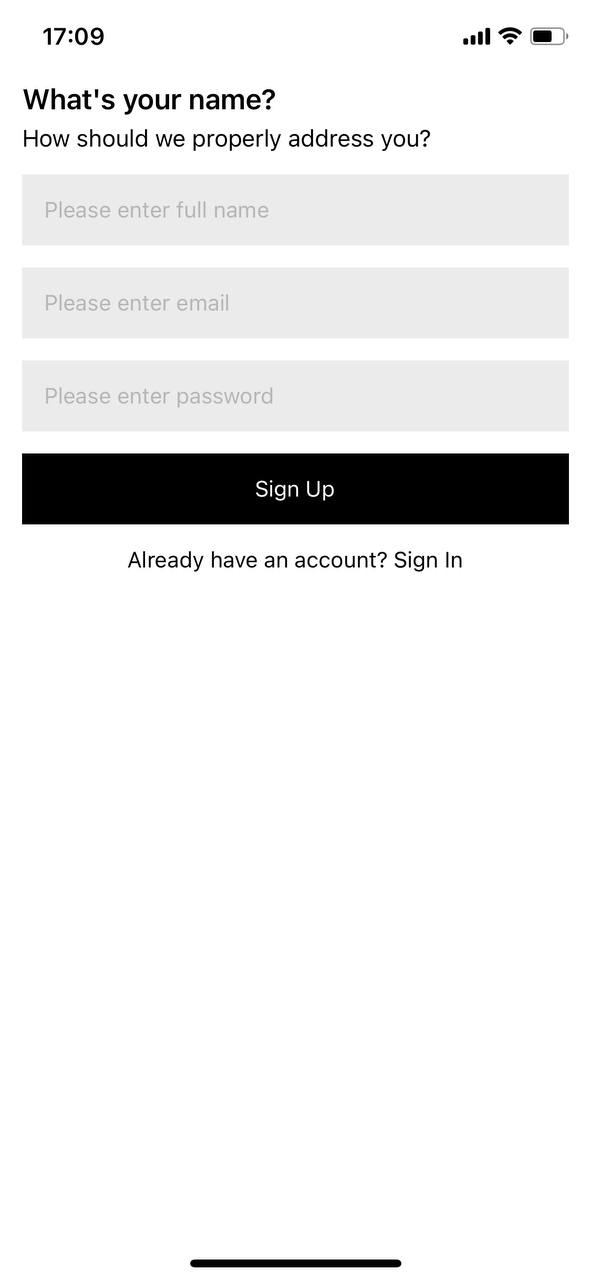 17:09
What's your name?
How should we properly address you?
Please enter full name
Please enter email
Please enter password
Sign Up
Already have an account? Sign In